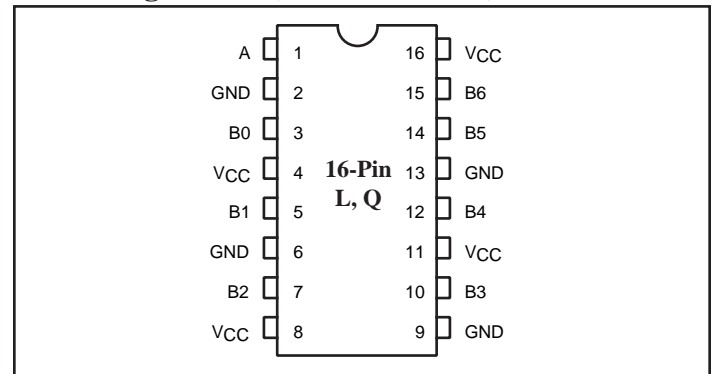 A 1 16 VCC
GND 2 15 B6
B0 3 14 B5
VCC 4 16-Pin 13 GND
B1 5 L, Q 12 B4
GND 6 11 VCC
B2 7 10 B3
VCC 8 9 GND